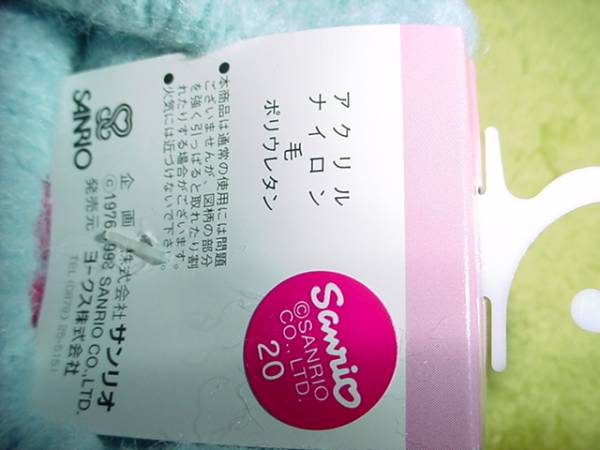 アクリル
ナイロン
毛
ポリウレタン
●本商品は通常の使用には問題
ございませんが、図柄の部分
を強く引っぱると取れたり割
れたりする場合がございます。
●火気には近づけないで下さい。
SANRIO
企画 株式会社サンリオ
©1976, 1988 SANRIO CO.,LTD.
発売元 ヨークス株式会社
TEL (0879) 25-5151
Sanrio
©SANRIO
CO., LTD.
20